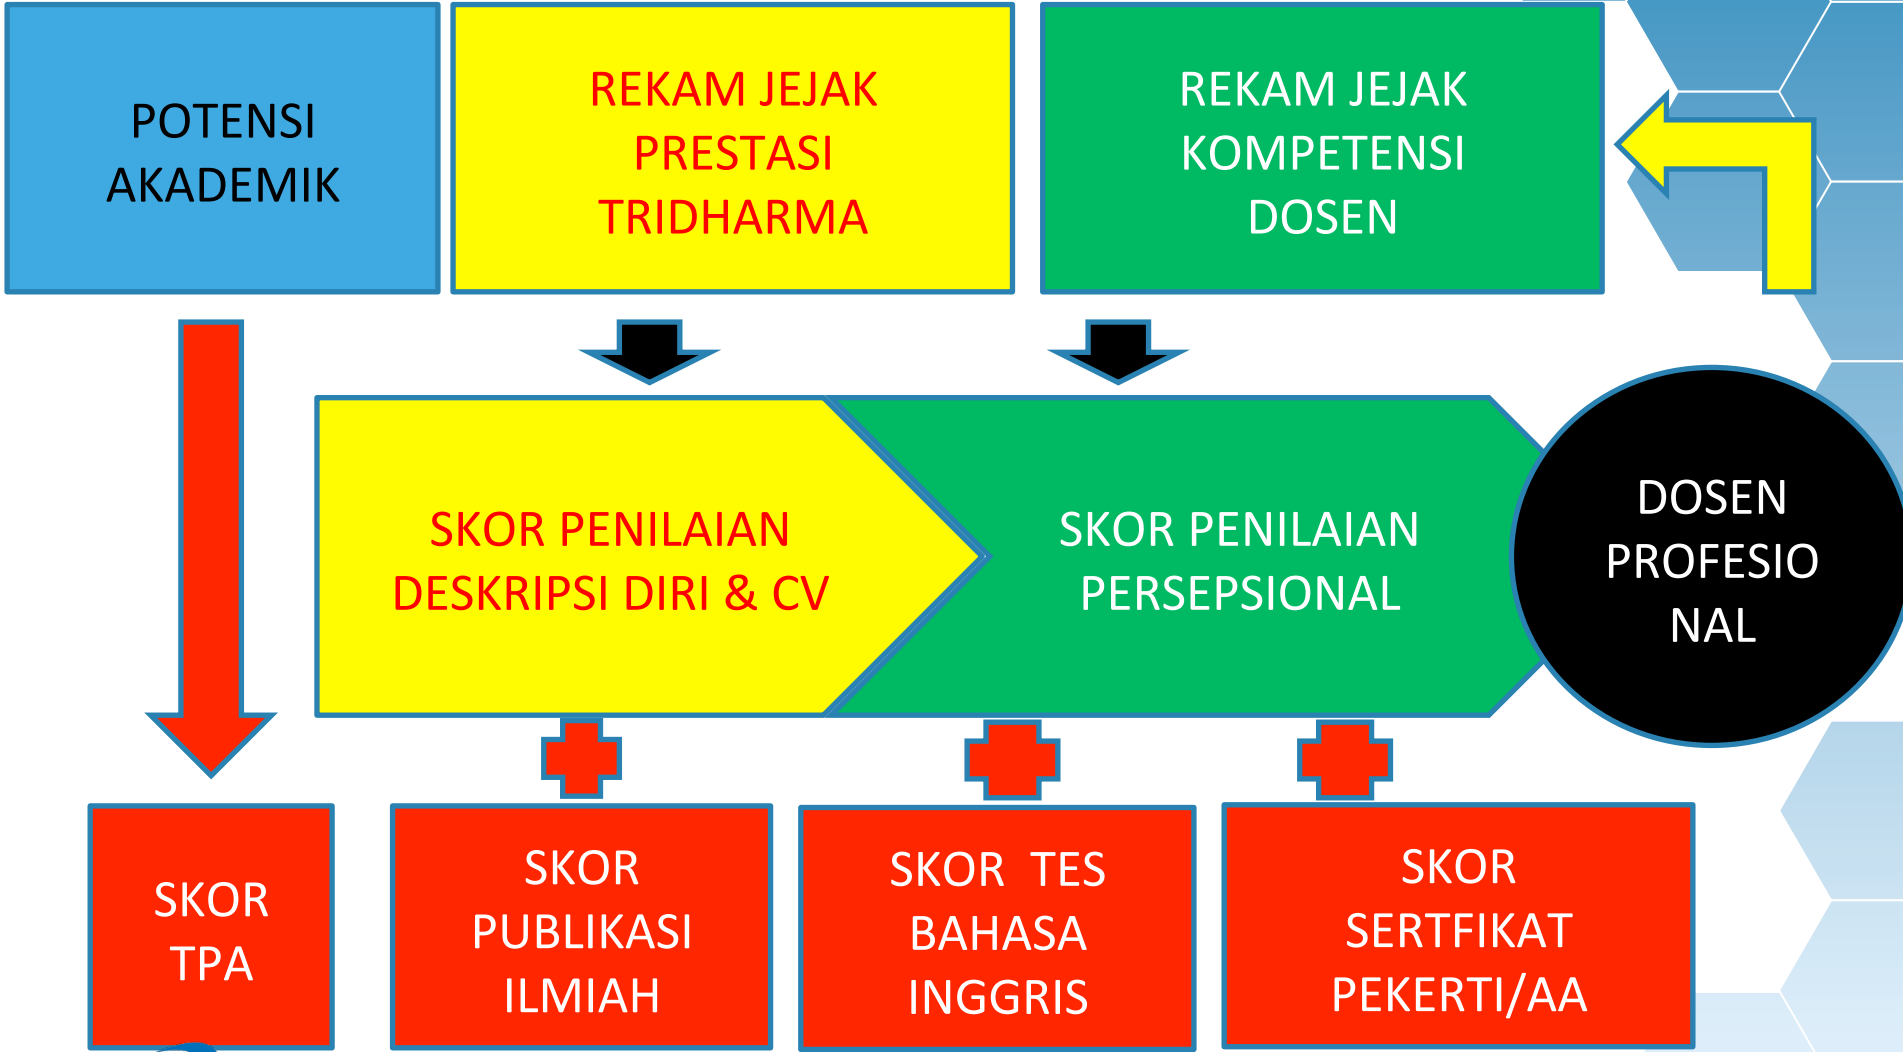 POTENSI
AKADEMIK
REKAM JEJAK
PRESTASI
TRIDHARMA
REKAM JEJAK
KOMPETENSI
DOSEN
SKOR PENILAIAN
DESKRIPSI DIRI & CV
SKOR PENILAIAN
PERSEPSIONAL
DOSEN
PROFESIO
NAL
SKOR
TPA
SKOR
PUBLIKASI
ILMIAH
SKOR TES
BAHASA
INGGRIS
SKOR
SERTFIKAT
PEKERTI/AA